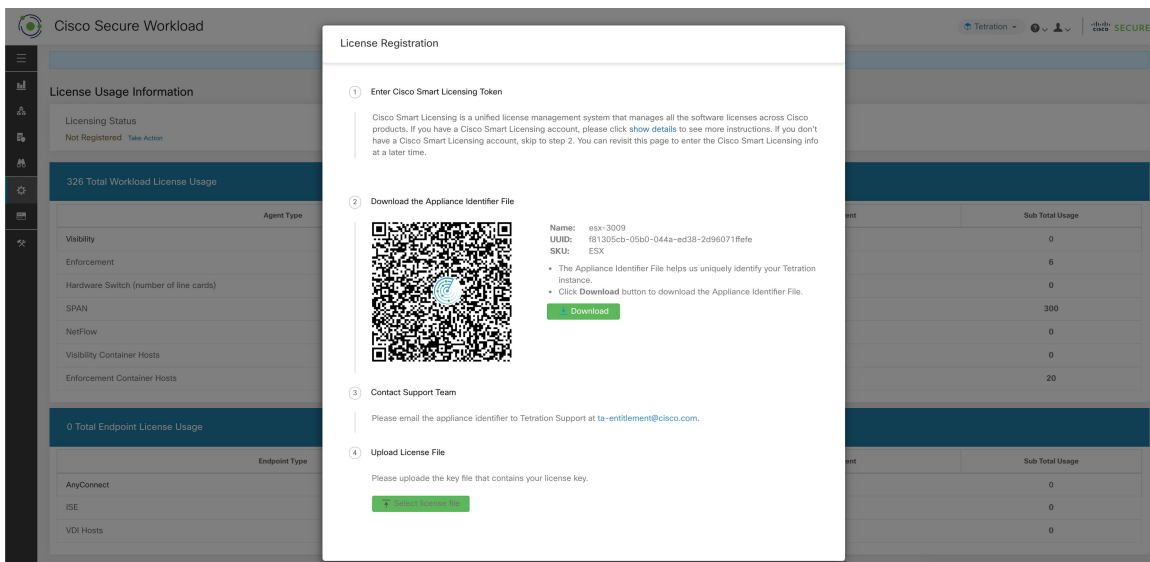 Cisco Secure Workload
Tetration
CISCO SECURE
License Usage Information
Licensing Status
Not Registered Take Action
326 Total Workload License Usage
Agent Type
ent
Sub Total Usage
Visibility
0
Enforcement
6
Hardware Switch (number of line cards)
0
SPAN
300
NetFlow
0
Visibility Container Hosts
0
Enforcement Container Hosts
20
0 Total Endpoint License Usage
Endpoint Type
ent
Sub Total Usage
AnyConnect
0
ISE
0
VDI Hosts
0
License Registration
1 Enter Cisco Smart Licensing Token
Cisco Smart Licensing is a unified license management system that manages all the software licenses across Cisco
products. If you have a Cisco Smart Licensing account, please click show details to see more instructions. If you don't
have a Cisco Smart Licensing account, skip to step 2. You can revisit this page to enter the Cisco Smart Licensing info
at a later time.
2 Download the Appliance Identifier File
Name: esx-3009
UUID: f81305cb-05b0-044a-ed38-2d96071ffefe
SKU: ESX
• The Appliance Identifier File helps us uniquely identify your Tetration
instance.
• Click Download button to download the Appliance Identifier File.
Download
3 Contact Support Team
Please email the appliance identifier to Tetration Support at ta-entitlement@cisco.com.
4 Upload License File
Please uploade the key file that contains your license key.
Select license file